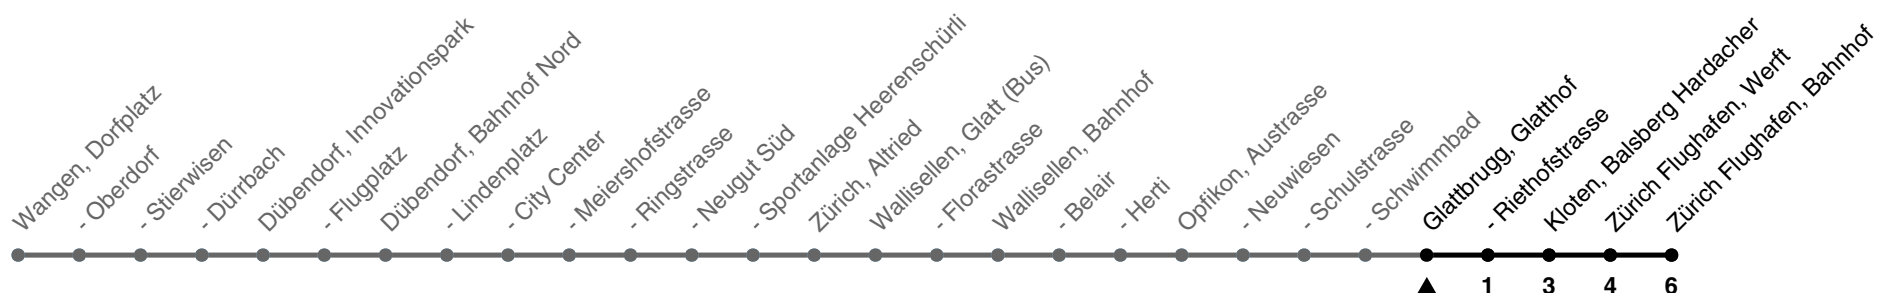 Wangen, Dorfplatz
- Oberdorf
- Stierwisen
- Dürrbach
Dübendorf, Innovationspark
- Flugplatz
Dübendorf, Bahnhof Nord
- Lindenplatz
- City Center
- Meiershofstrasse
- Ringstrasse
- Neugut Süd
- Sportanlage Heerenschürli
Zürich, Altried
Wallisellen, Glatt (Bus)
- Florastrasse
Wallisellen, Bahnhof
- Belair
- Herti
Opfikon, Austrasse
- Neuwiesen
- Schulstrasse
- Schwimmbad
Glattbrugg, Glatthof
- Riethofstrasse
Kloten, Balsberg Hardacher
Zürich Flughafen, Werft
Zürich Flughafen, Bahnhof
1 3 4 6